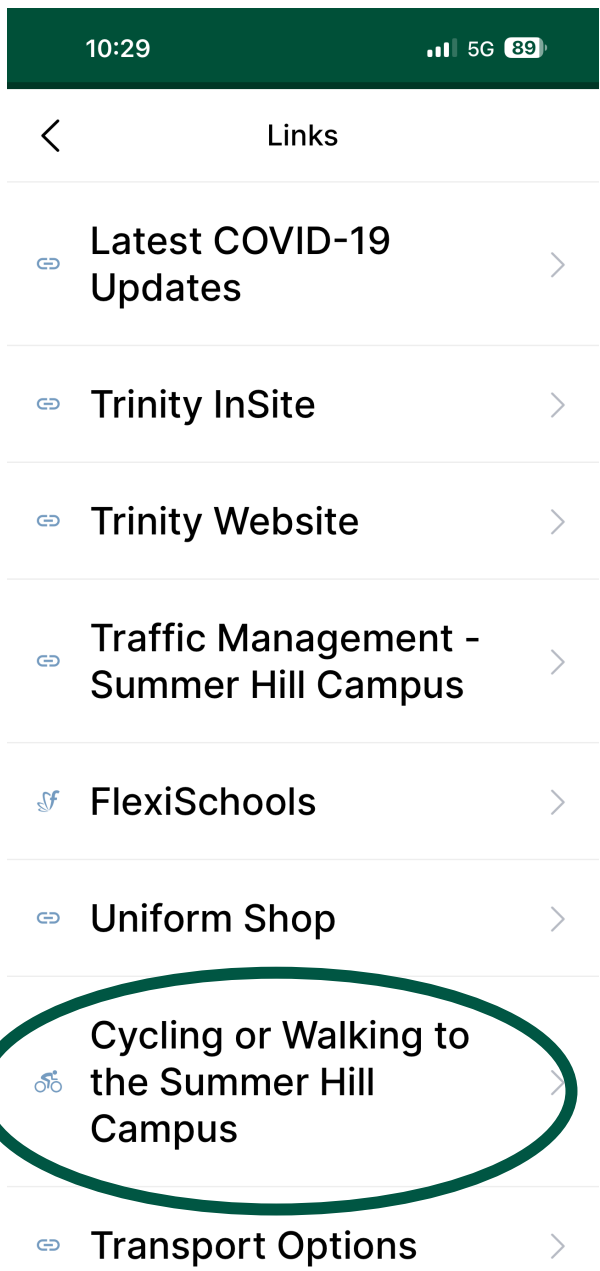 10:29
5G 89
Links
Latest COVID-19
Updates
Trinity InSite
Trinity Website
Traffic Management -
Summer Hill Campus
FlexiSchools
Uniform Shop
Cycling or Walking to
the Summer Hill
Campus
Transport Options